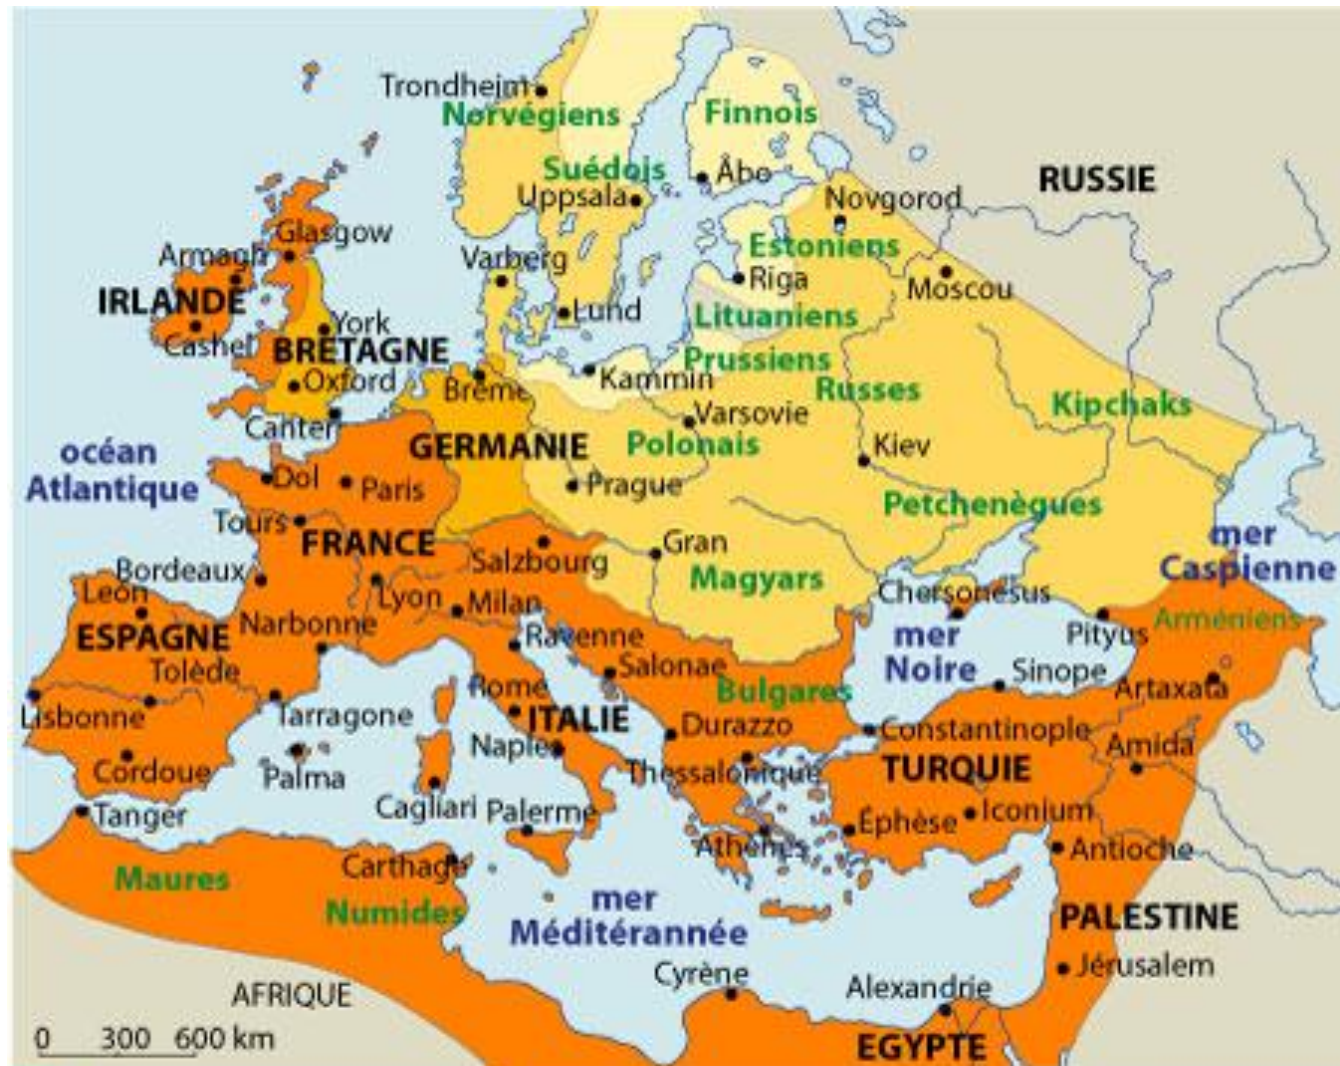 Trondheim
Norvégiens
Finnois
Suédois
Åbo
Uppsala
RUSSIE
Novgorod
Glasgow
Estoniens
Armagh
Varberg
Riga
Moscou
IRLANDE
Lund
Lituaniens
York
Cashel
BRETAGNE
Prussiens
Oxford
Brême
Kammin
Russes
Kipchaks
Varsovie
Canter
GERMANIE
Polonais
Kiev
océan
Atlantique
Dol
Paris
Prague
Petchenègues
Tours
FRANCE
Gran
mer
Caspienne
Salzbourg
Bordeaux
Magyars
León
Lyon
Milan
Chersonesus
Arméniens
ESPAGNE
Narbonne
Ravenne
mer
Noire
Pityus
Tolède
Salonae
Sinope
Rome
Bulgares
Artaxata
Lisbonne
Tarragone
ITALIE
Durazzo
Constantinople
Naples
Amida
Cordoue
Palma
Thessalonique
TURQUIE
Tanger
Cagliari
Palerme
Éphèse
Iconium
Athènes
Antioche
Carthage
Maures
Numides
mer
Méditérannée
PALESTINE
Cyrène
Jérusalem
AFRIQUE
Alexandrie
0 300 600 km
EGYPTE